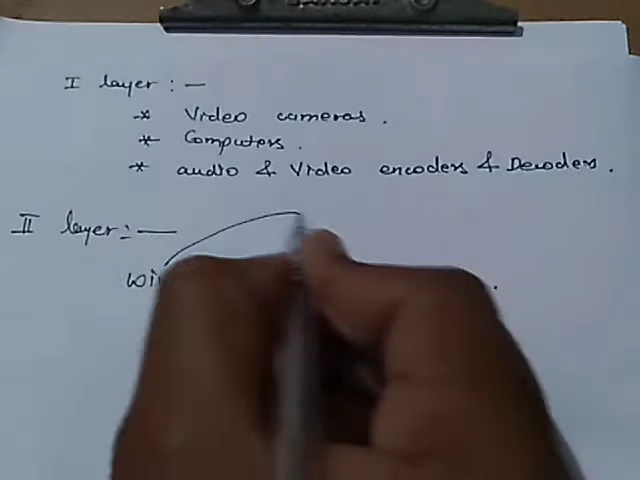 I layer : —
* Video cameras .
* Computers .
* audio & Video encoders & Decoders .
II layer : —